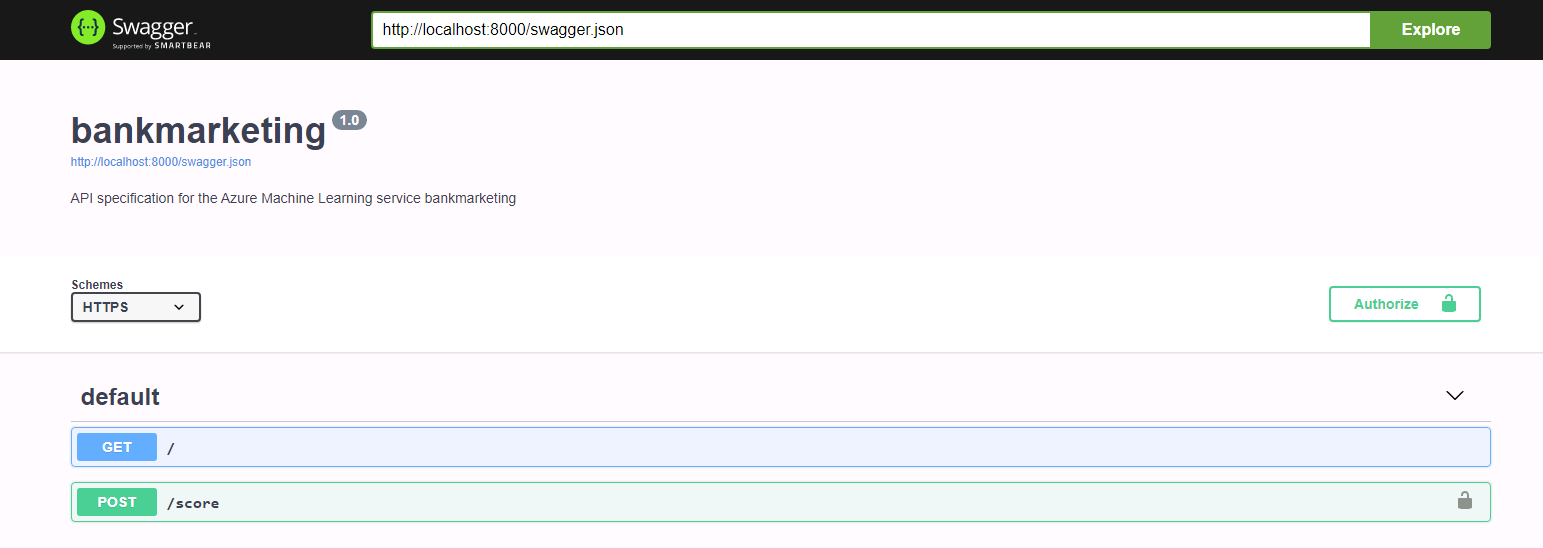 Swagger
Supported by SMARTBEAR
http://localhost:8000/swagger.json
Explore
bankmarketing 1.0
http://localhost:8000/swagger.json
API specification for the Azure Machine Learning service bankmarketing
Schemes
HTTPS
Authorize
default
GET /
POST /score